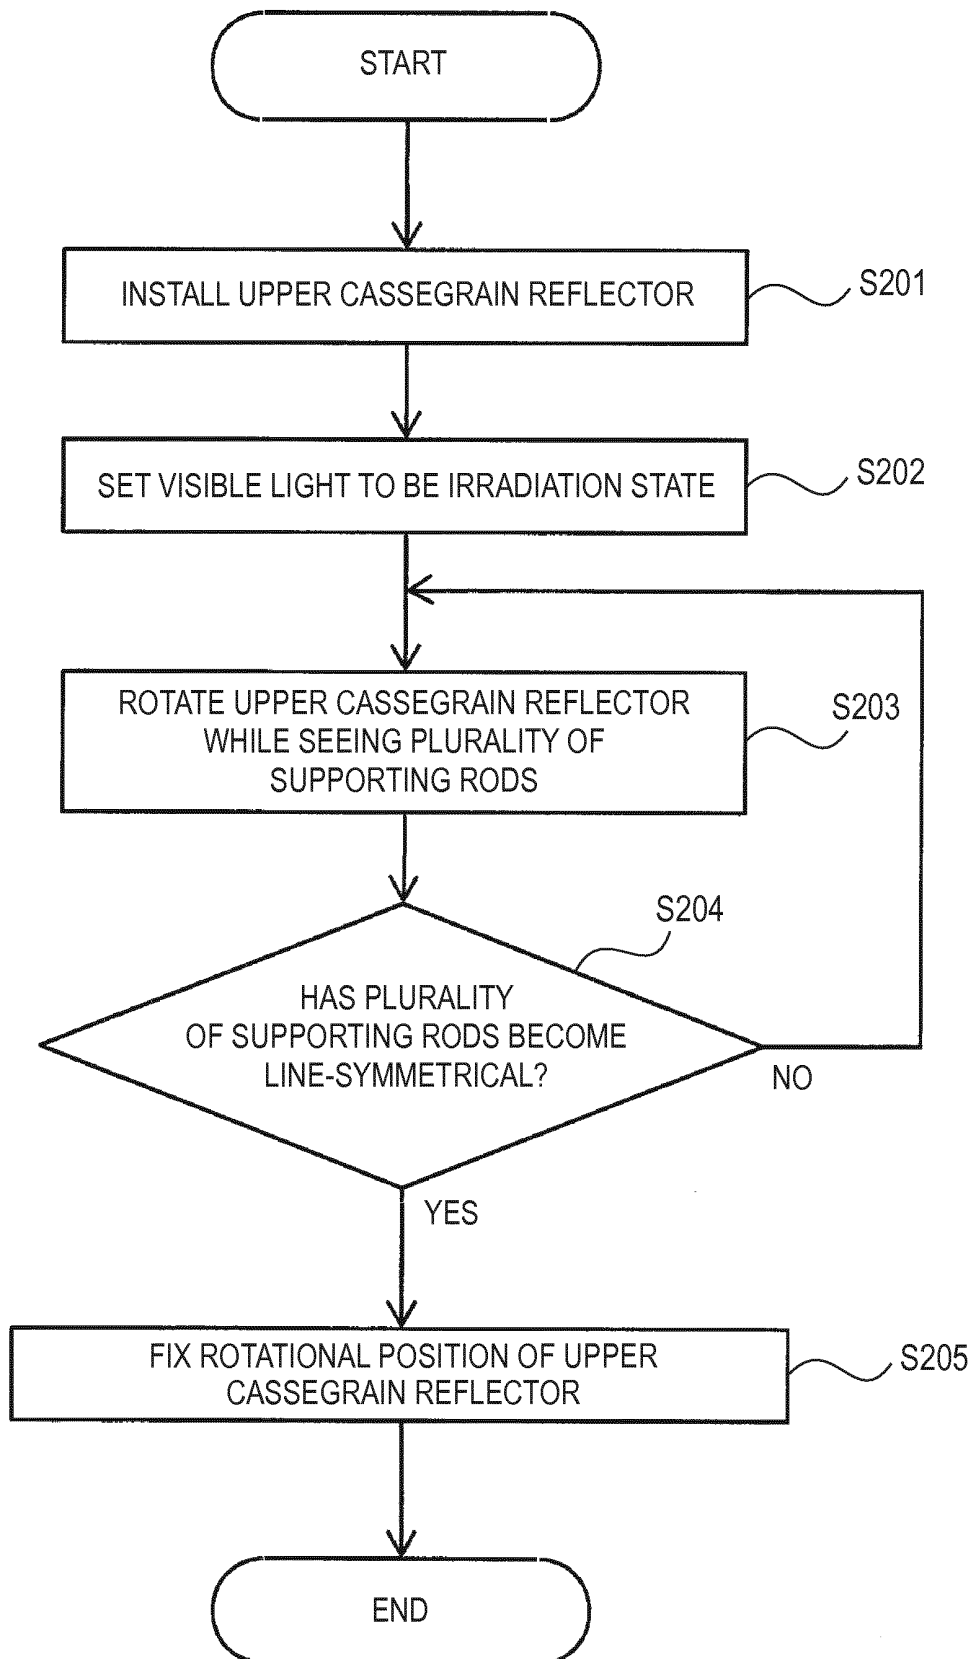 START
INSTALL UPPER CASSEGRAIN REFLECTOR
S201
SET VISIBLE LIGHT TO BE IRRADIATION STATE
S202
ROTATE UPPER CASSEGRAIN REFLECTOR
WHILE SEEING PLURALITY OF
SUPPORTING RODS
S203
S204
HAS PLURALITY
OF SUPPORTING RODS BECOME
LINE-SYMMETRICAL?
NO
YES
FIX ROTATIONAL POSITION OF UPPER
CASSEGRAIN REFLECTOR
S205
END